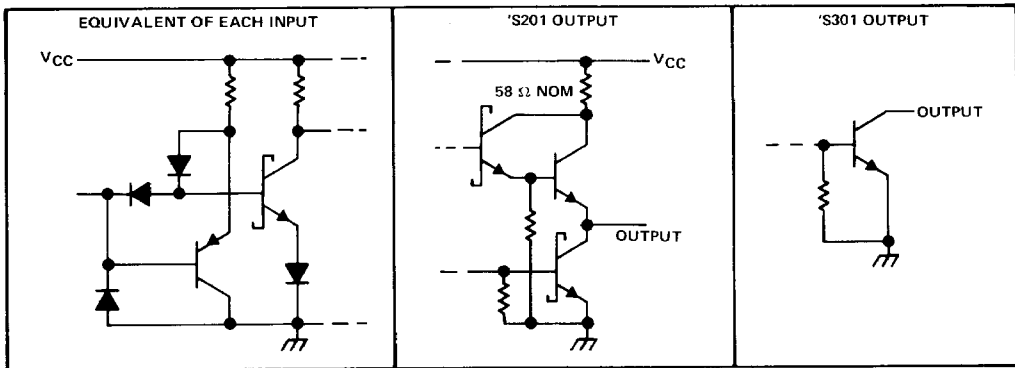 EQUIVALENT OF EACH INPUT
VCC
'S201 OUTPUT
VCC
58 Ω NOM
OUTPUT
'S301 OUTPUT
OUTPUT